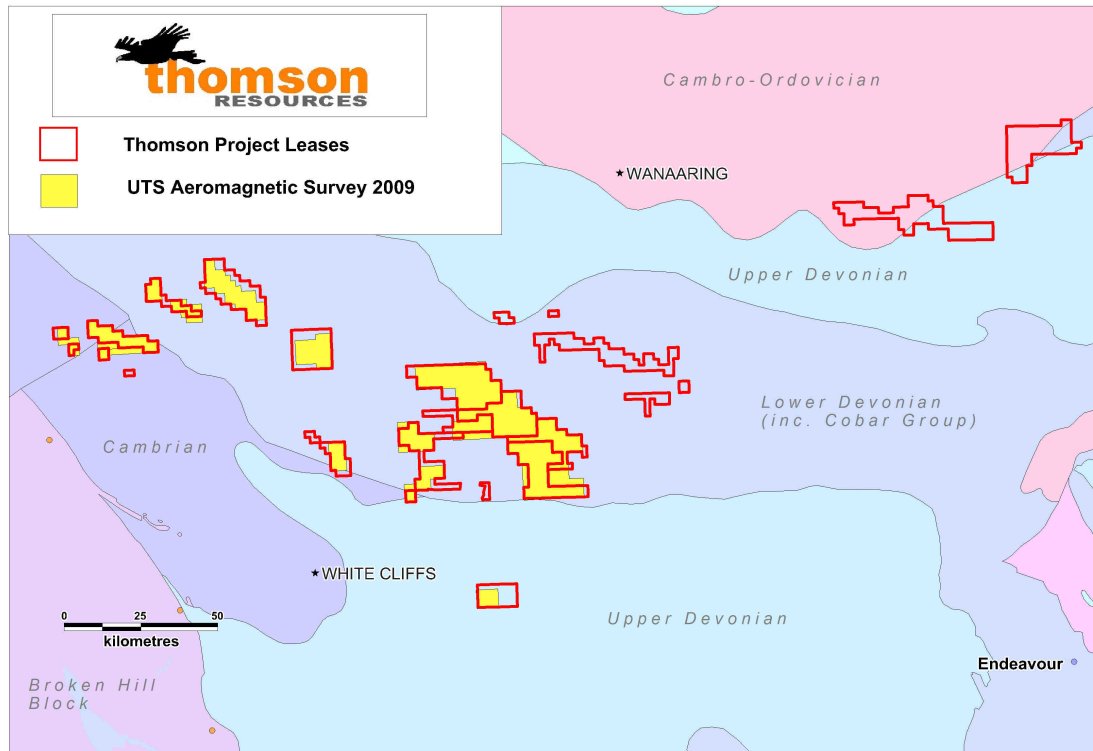 thomson
RESOURCES
Thomson Project Leases
UTS Aeromagnetic Survey 2009
Cambro-Ordovician
WANAARING
Upper Devonian
Lower Devonian
(inc. Cobar Group)
Cambrian
WHITE CLIFFS
0 25 50
kilometres
Upper Devonian
Endeavour
Broken Hill
Block